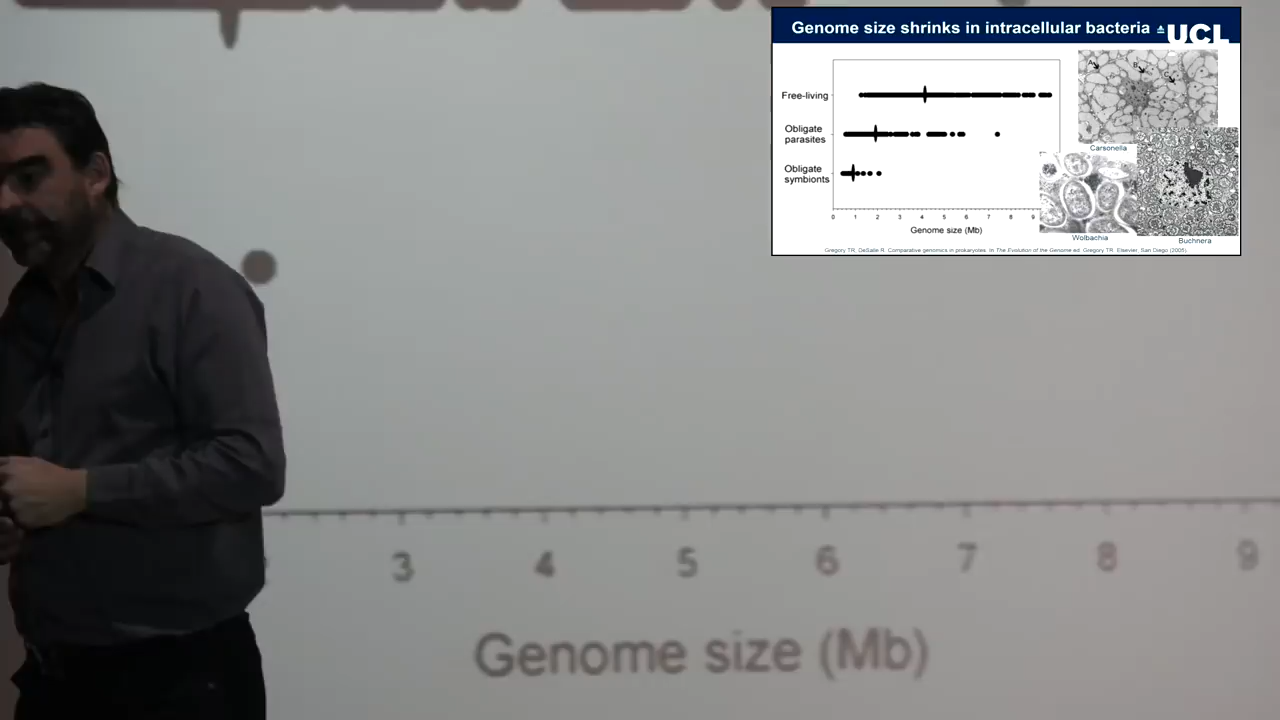 Genome size shrinks in intracellular bacteria
UCL
Free-living
Obligate
parasites
Obligate
symbionts
0 1 2 3 4 5 6 7 8 9
Genome size (Mb)
A
B
C
Carsonella
Wolbachia
Buchnera
Gregory TR, DeSalle R. Comparative genomics in prokaryotes. In The Evolution of the Genome ed. Gregory TR. Elsevier, San Diego (2005)
3 4 5 6 7 8 9
Genome size (Mb)